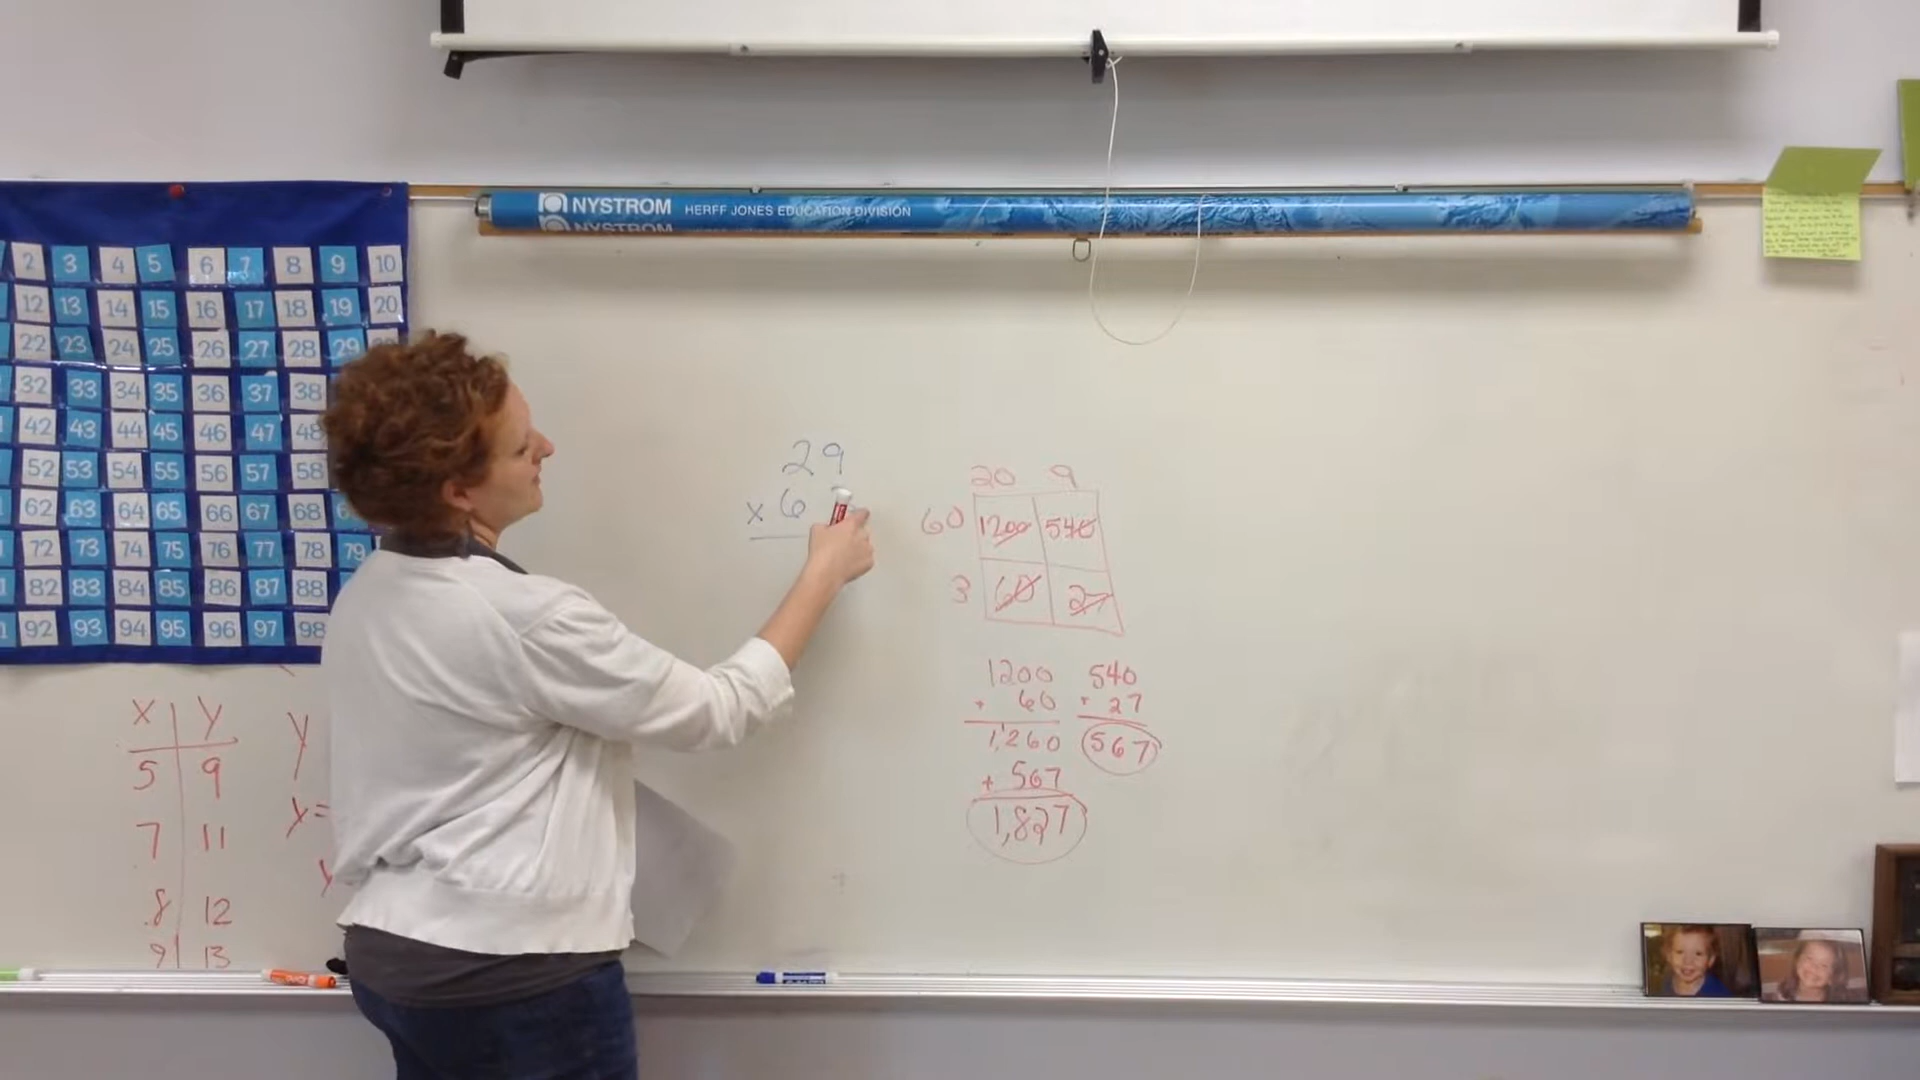 NYSTROM HERFF JONES EDUCATION DIVISION
NYSTROM
2 3 4 5 6 7 8 9 10
12 13 14 15 16 17 18 19 20
22 23 24 25 26 27 28 29
32 33 34 35 36 37 38
42 43 44 45 46 47 48
52 53 54 55 56 57 58
62 63 64 65 66 67 68
72 73 74 75 76 77 78 79
82 83 84 85 86 87 88
92 93 94 95 96 97 98
x y
5 9
7 11
8 12
9 13
y
y=
y
29
x 6
20 9
60 1200 540
3 60 27
1200 540
+ 60 + 27
1,260 567
+ 567
1,827